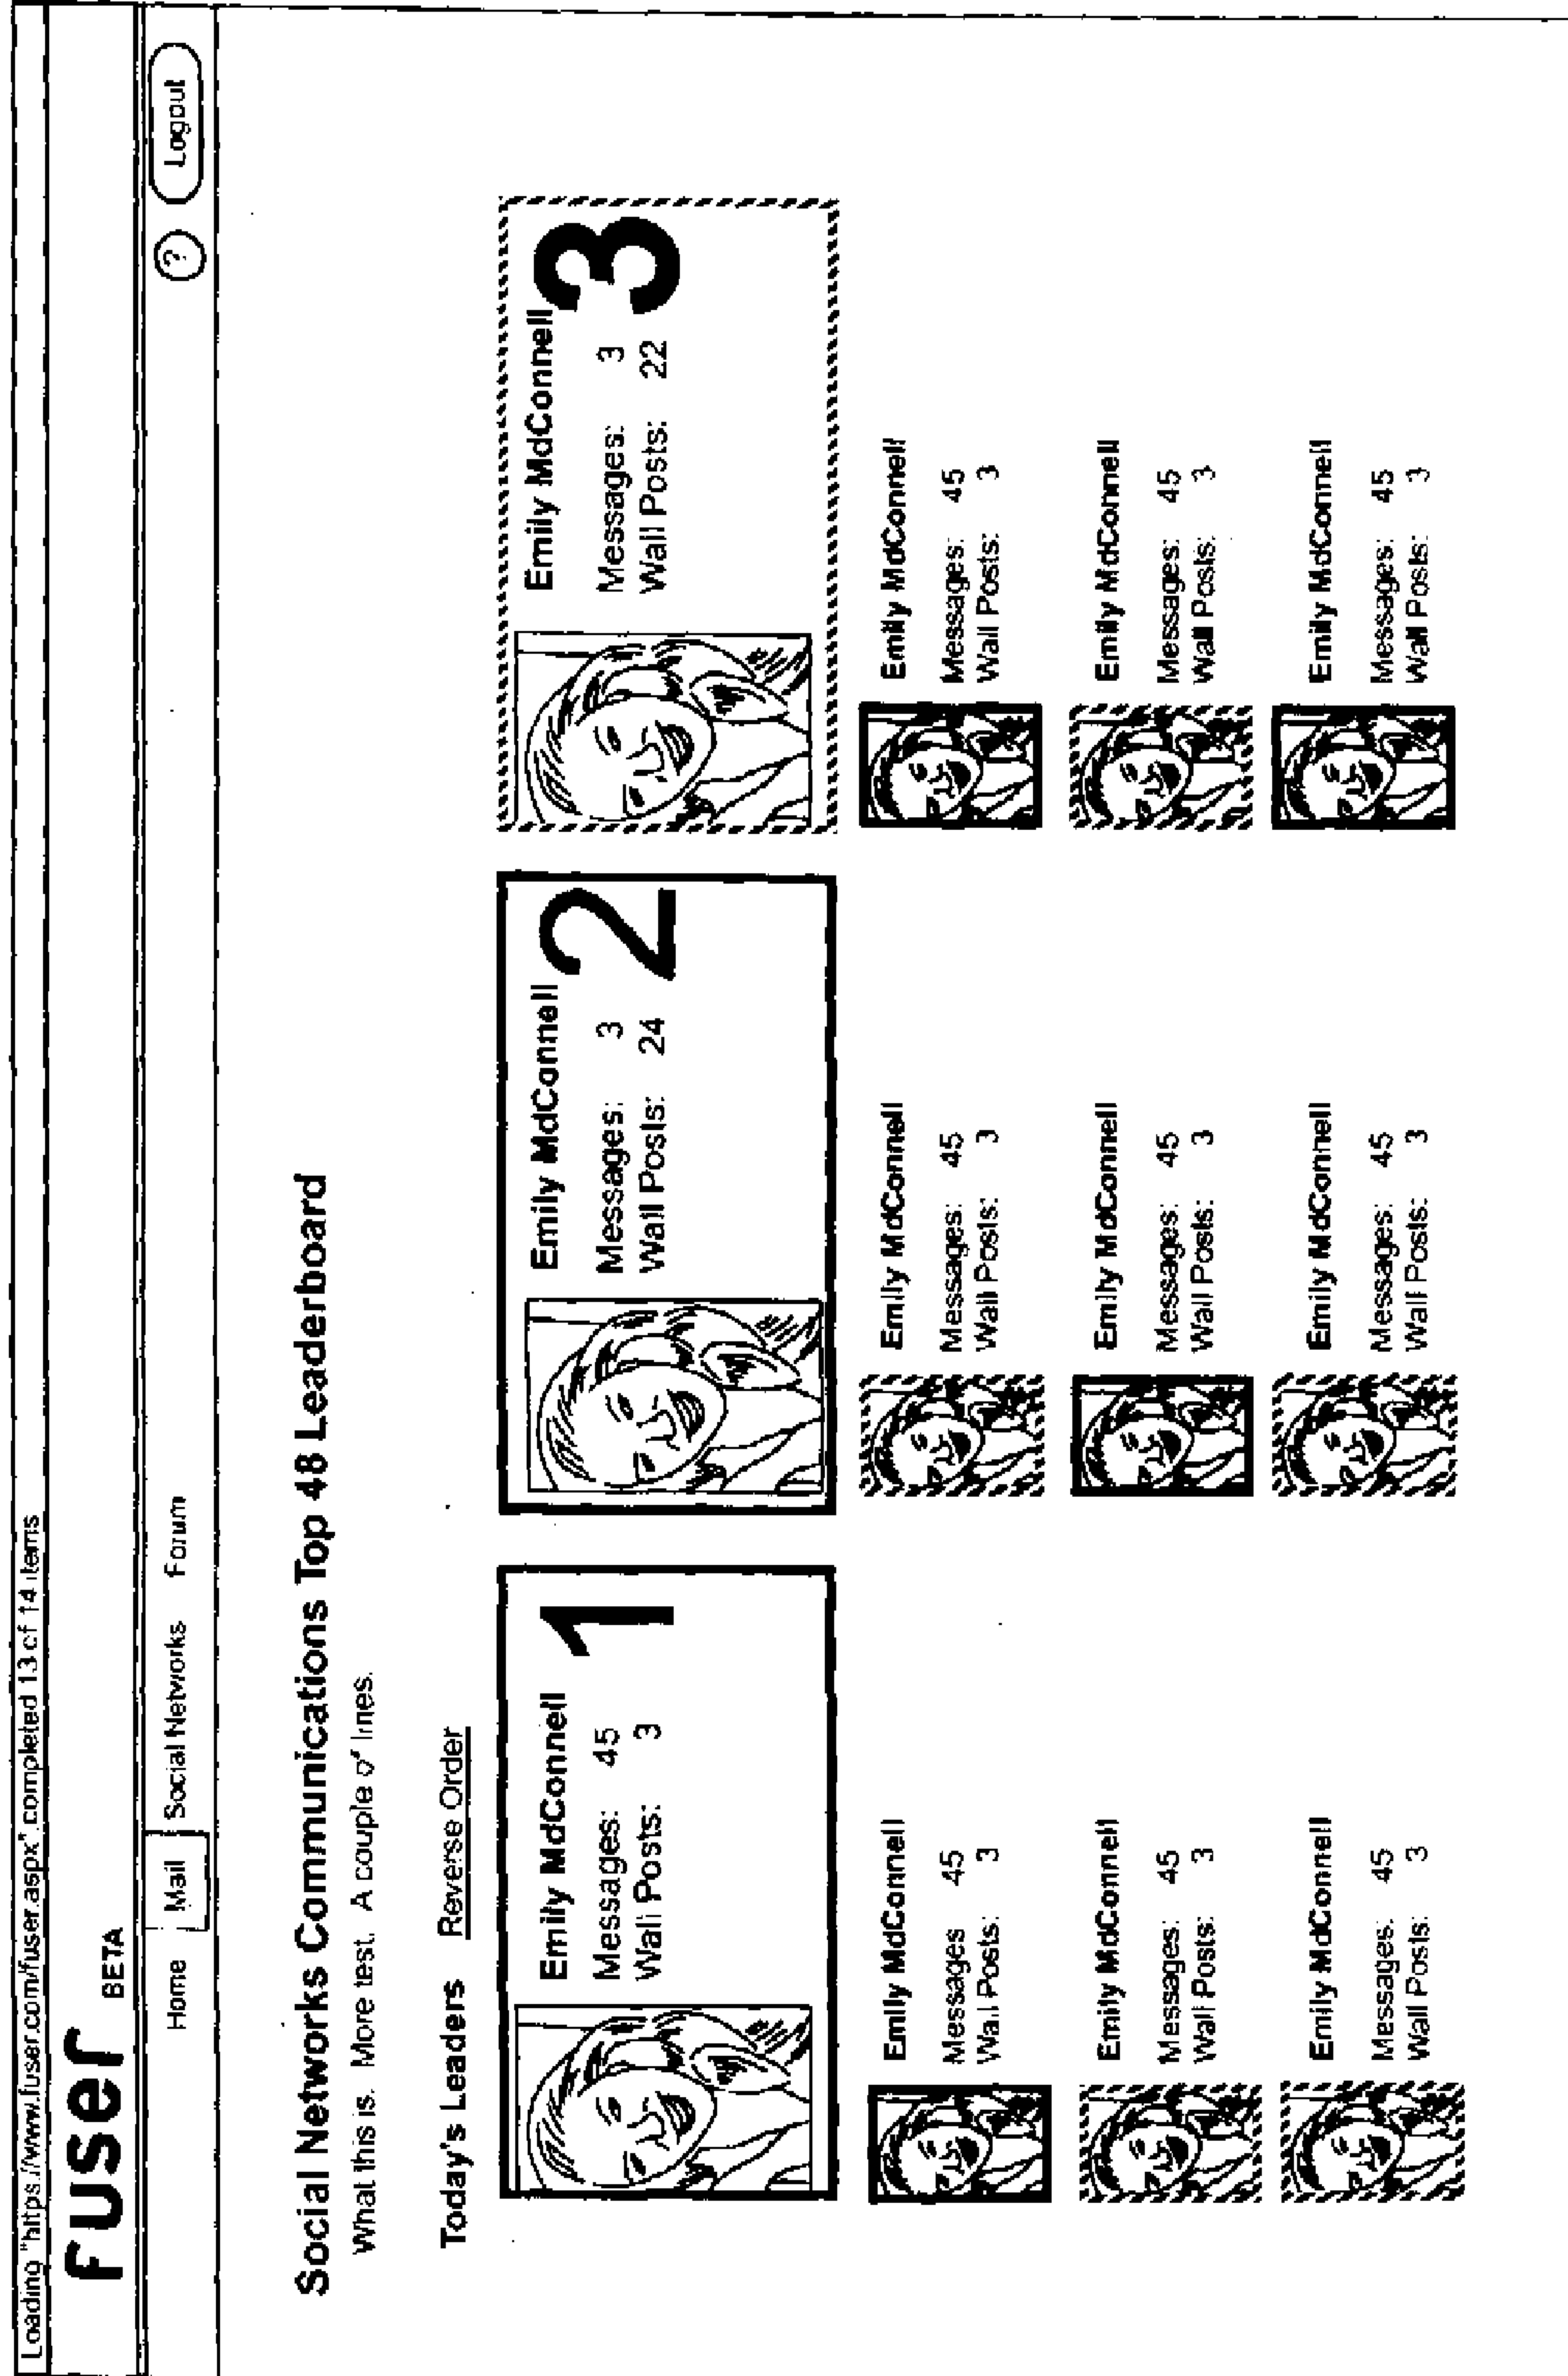 Loading "https://www.fuser.com/fuser.aspx", completed 13 of 14 items
fuser BETA
Home Mail Social Networks Forum ? Logout
Social Networks Communications Top 48 Leaderboard
What this is. More test. A couple o' lines.
Today's Leaders Reverse Order
Emily MdConnell 1
Messages: 45
Wall Posts: 3
Emily MdConnell 2
Messages: 3
Wall Posts: 24
Emily MdConnell 3
Messages: 3
Wall Posts: 22
Emily MdConnell
Messages 45
Wall Posts: 3
Emily MdConnell
Messages: 45
Wall Posts: 3
Emily MdConnell
Messages: 45
Wall Posts: 3
Emily MdConnell
Messages: 45
Wall Posts: 3
Emily MdConnell
Messages: 45
Wall Posts: 3
Emily MdConnell
Messages: 45
Wall Posts: 3
Emily MdConnell
Messages: 45
Wall Posts: 3
Emily MdConnell
Messages: 45
Wall Posts: 3
Emily MdConnell
Messages: 45
Wall Posts: 3